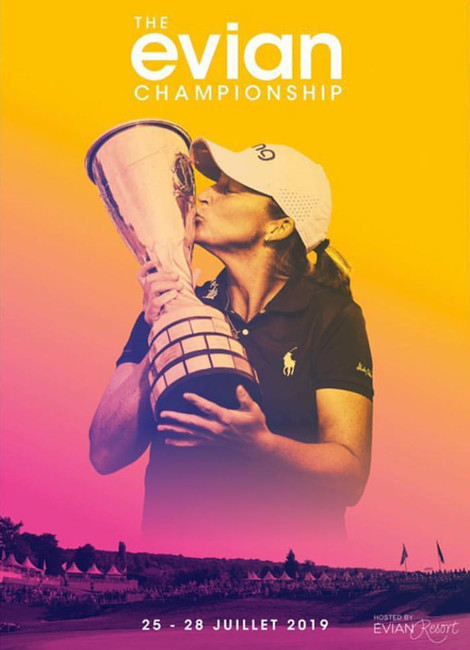 THE
evian
CHAMPIONSHIP
25 - 28 JUILLET 2019
HOSTED BY
EVIAN Resort